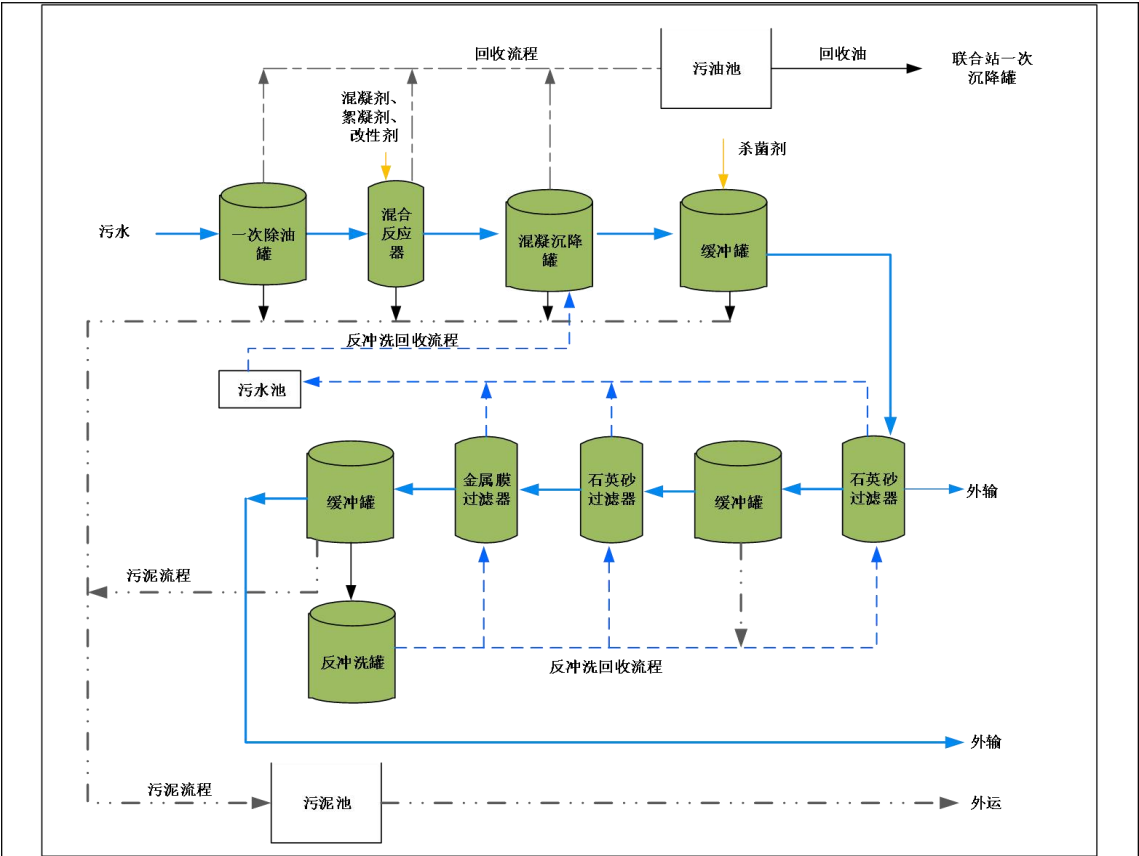 回收流程
污油池
回收油
联合站一次
沉降罐
混凝剂、
絮凝剂、
改性剂
杀菌剂
污水
一次除油
罐
混合
反应
器
混凝沉降
罐
缓冲罐
反冲洗回收流程
污水池
缓冲罐
金属膜
过滤器
石英砂
过滤器
缓冲罐
石英砂
过滤器
外输
污泥流程
反冲洗罐
反冲洗回收流程
外输
污泥流程
污泥池
外运